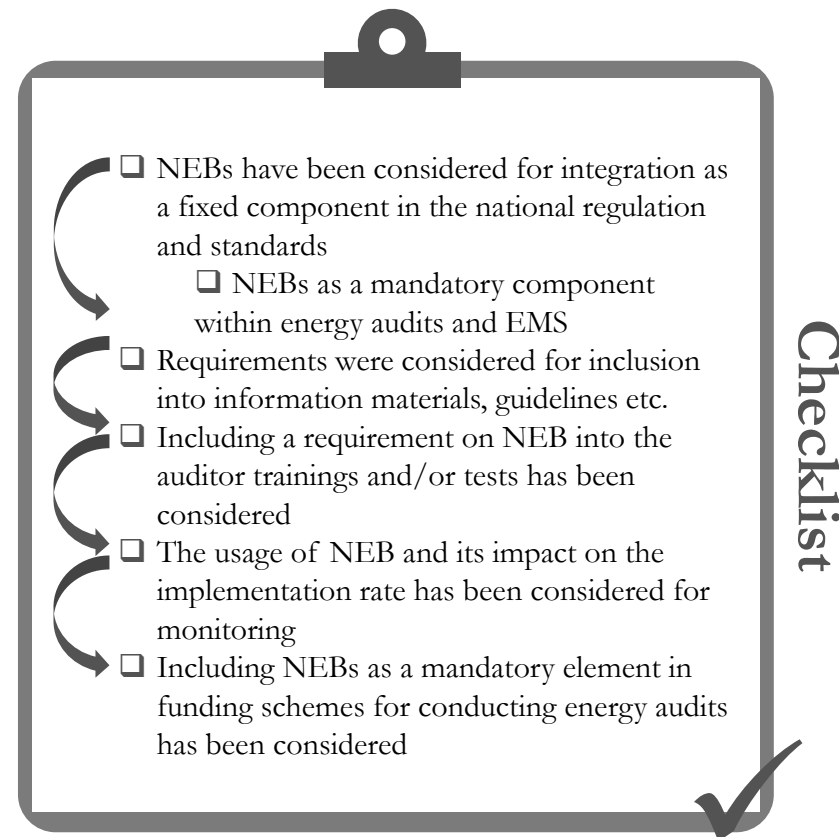 ❑ NEBs have been considered for integration as
a fixed component in the national regulation
and standards
❑ NEBs as a mandatory component
within energy audits and EMS
❑ Requirements were considered for inclusion
into information materials, guidelines etc.
❑ Including a requirement on NEB into the
auditor trainings and/or tests has been
considered
❑ The usage of NEB and its impact on the
implementation rate has been considered for
monitoring
❑ Including NEBs as a mandatory element in
funding schemes for conducting energy audits
has been considered
Checklist